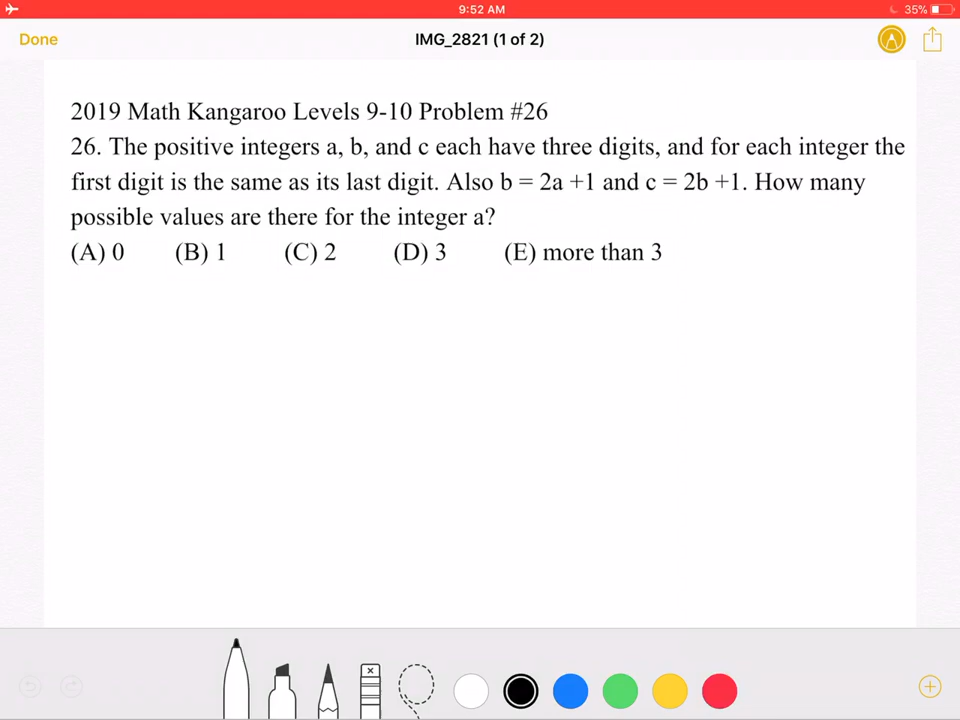 9:52 AM
35%
Done
IMG_2821 (1 of 2)
2019 Math Kangaroo Levels 9-10 Problem #26
26. The positive integers a, b, and c each have three digits, and for each integer the
first digit is the same as its last digit. Also b = 2a +1 and c = 2b +1. How many
possible values are there for the integer a?
(A) 0 (B) 1 (C) 2 (D) 3 (E) more than 3